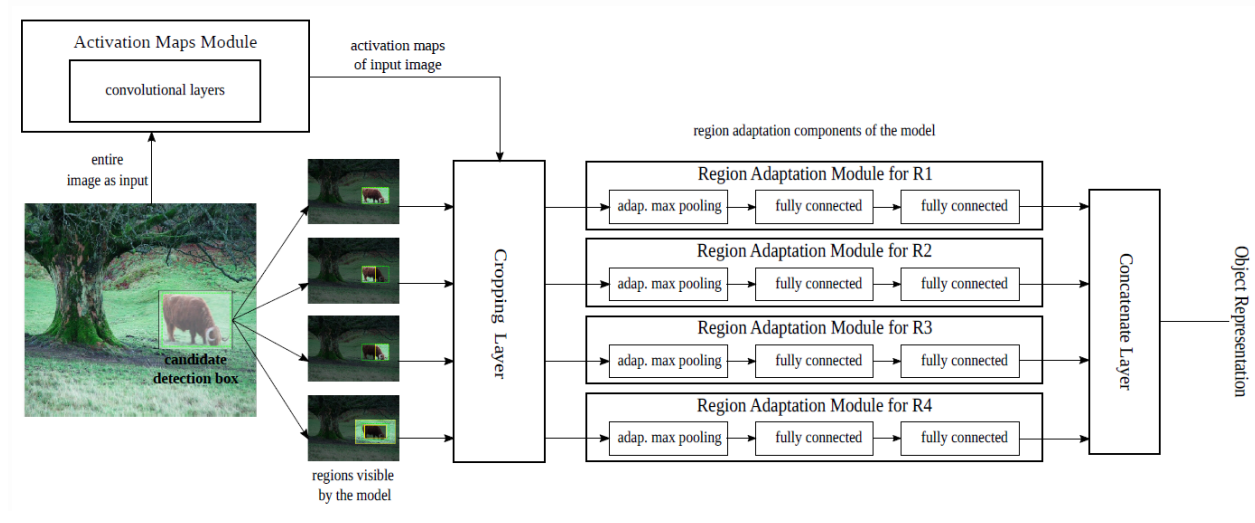 Activation Maps Module
convolutional layers
activation maps
of input image
entire
image as input
candidate
detection box
regions visible
by the model
Cropping Layer
region adaptation components of the model
Region Adaptation Module for R1
adap. max pooling
fully connected
fully connected
Region Adaptation Module for R2
adap. max pooling
fully connected
fully connected
Region Adaptation Module for R3
adap. max pooling
fully connected
fully connected
Region Adaptation Module for R4
adap. max pooling
fully connected
fully connected
Concatenate Layer
Object Representation